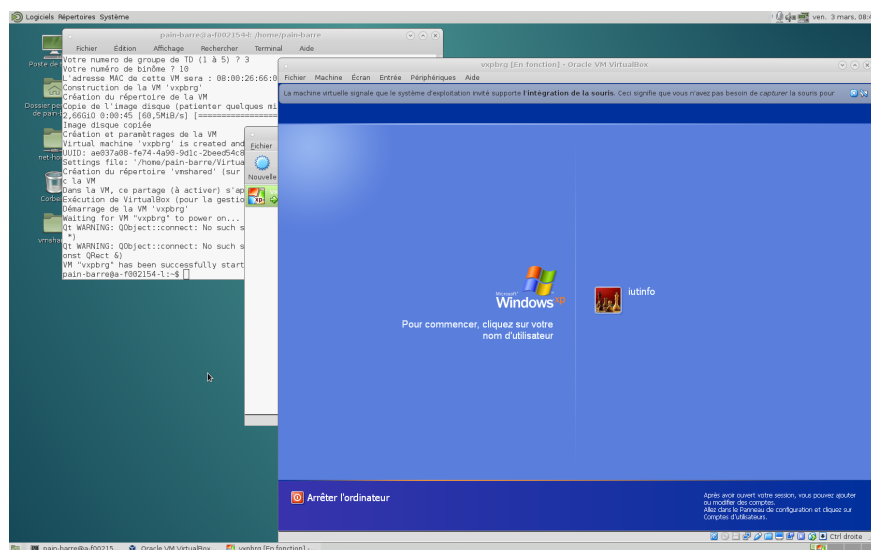 Logiciels Répertoires Système
ven. 3 mars, 08:4
Poste de t
Dossier pe
de pain-b
net-ho
Corbe
vmsha
pain-barre@a-f002154-l: /home/pain-barre
Fichier Édition Affichage Rechercher Terminal Aide
Votre numero de groupe de TD (1 à 5) ? 3
Votre numéro de binôme ? 10
L'adresse MAC de cette VM sera : 08:00:26:66:0
Construction de la VM 'vxpbrg'
Création du répertoire de la VM
Copie de l'image disque (patienter quelques mi
2,66GiO 0:00:45 [60,5MiB/s] [==================
Image disque copiée
Création et paramètrages de la VM
Virtual machine 'vxpbrg' is created and
UUID: ae037a08-fe74-4a90-9d1c-2beed54c8
Settings file: '/home/pain-barre/Virtua
Création du répertoire 'vmshared' (sur
c la VM
Dans la VM, ce partage (à activer) s'ap
Exécution de VirtualBox (pour la gestio
Démarrage de la VM 'vxpbrg'
Waiting for VM "vxpbrg" to power on...
Qt WARNING: QObject::connect: No such s
*)
Qt WARNING: QObject::connect: No such s
onst QRect &)
VM "vxpbrg" has been successfully start
pain-barre@a-f002154-l:~$
Fichier
Nouvelle
vxpbrg [En fonction] - Oracle VM VirtualBox
Fichier Machine Écran Entrée Périphériques Aide
La machine virtuelle signale que le système d'exploitation invité supporte l'intégration de la souris. Ceci signifie que vous n'avez pas besoin de capturer la souris pour
Microsoft
Windows xp
Pour commencer, cliquez sur votre
nom d'utilisateur
iutinfo
Arrêter l'ordinateur
Après avoir ouvert votre session, vous pouvez ajouter
ou modifier des comptes.
Allez dans le Panneau de configuration et cliquez sur
Comptes d'utilisateurs.
Ctrl droite
pain-barre@a-f00215...
Oracle VM VirtualBox
vxpbrg [En fonction] -